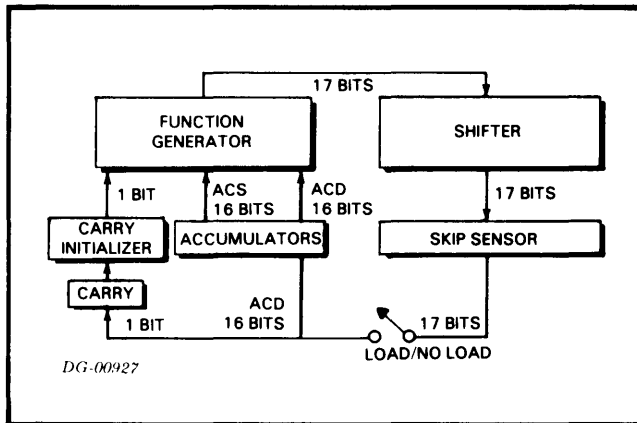 17 BITS
FUNCTION
GENERATOR
SHIFTER
1 BIT
ACS
16 BITS
ACD
16 BITS
17 BITS
CARRY
INITIALIZER
ACCUMULATORS
SKIP SENSOR
CARRY
1 BIT
ACD
16 BITS
17 BITS
LOAD/NO LOAD
DG-00927